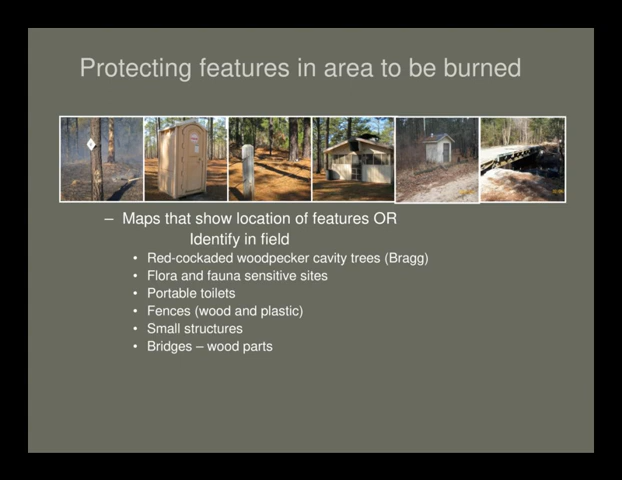 Protecting features in area to be burned
– Maps that show location of features OR
Identify in field
• Red-cockaded woodpecker cavity trees (Bragg)
• Flora and fauna sensitive sites
• Portable toilets
• Fences (wood and plastic)
• Small structures
• Bridges – wood parts